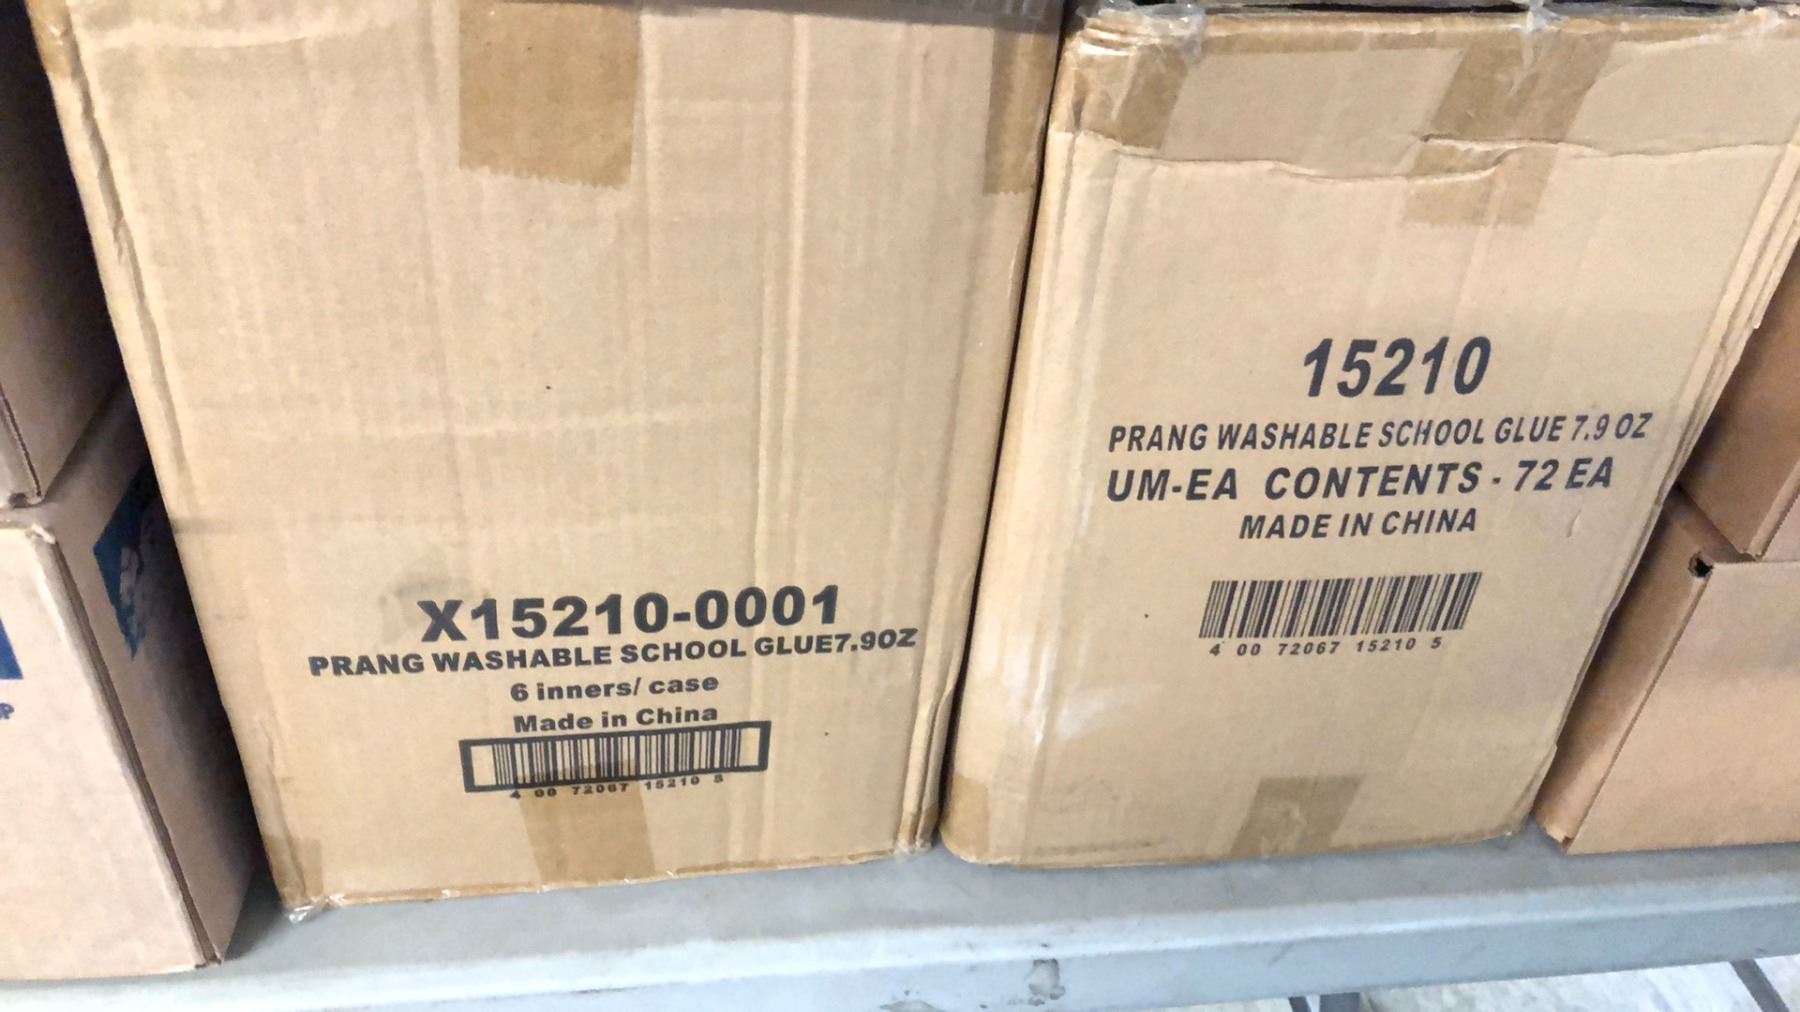 X15210-0001
PRANG WASHABLE SCHOOL GLUE7.9OZ
6 inners/ case
Made in China
4 00 72067 15210 5
15210
PRANG WASHABLE SCHOOL GLUE 7.9 OZ
UM-EA CONTENTS - 72 EA
MADE IN CHINA
4 00 72067 15210 5